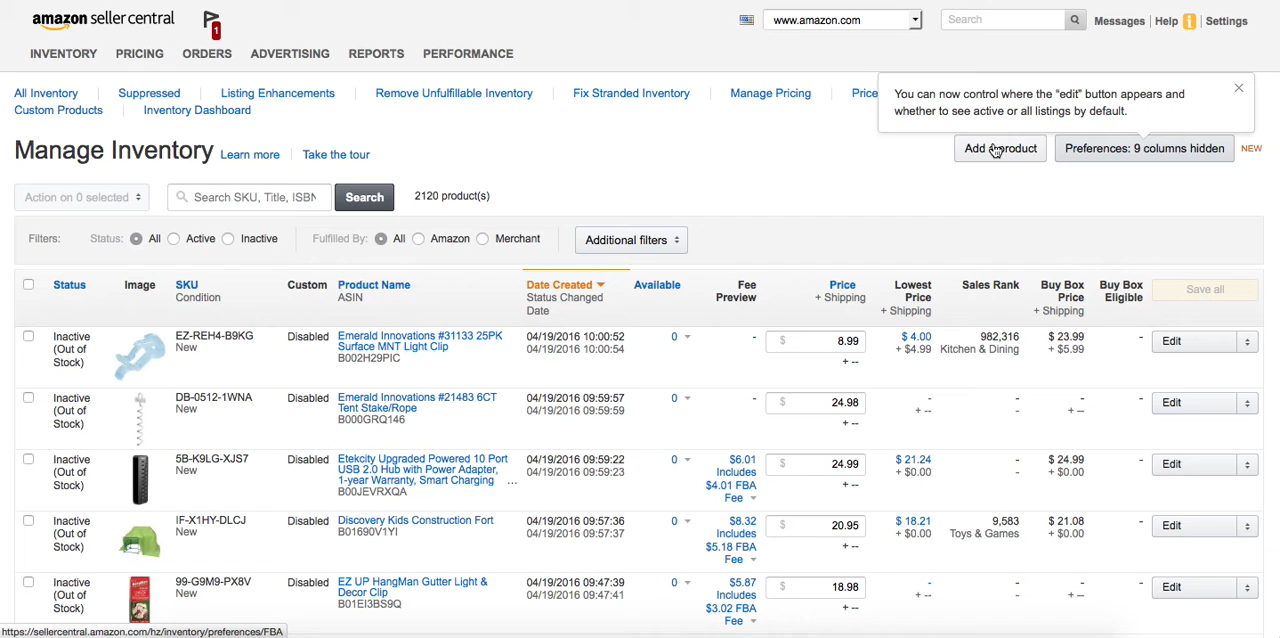 amazon seller central
1
www.amazon.com
Search
Messages | Help | Settings
INVENTORY PRICING ORDERS ADVERTISING REPORTS PERFORMANCE
All Inventory | Suppressed | Listing Enhancements | Remove Unfulfillable Inventory | Fix Stranded Inventory | Manage Pricing | Price
Custom Products | Inventory Dashboard
You can now control where the “edit” button appears and
whether to see active or all listings by default.
Manage Inventory Learn more | Take the tour
Add a product Preferences: 9 columns hidden NEW
Action on 0 selected Search SKU, Title, ISBN Search 2120 product(s)
Filters: Status: All Active Inactive Fulfilled By: All Amazon Merchant Additional filters
Status Image SKU Custom Product Name Date Created Available Fee Price Lowest Sales Rank Buy Box Buy Box Save all
Condition ASIN Status Changed Preview + Shipping Price Price Eligible
Date + Shipping + Shipping
Inactive EZ-REH4-B9KG Disabled Emerald Innovations #31133 25PK 04/19/2016 10:00:52 0 - $ 8.99 $ 4.00 982,316 $ 23.99 - Edit
(Out of New Surface MNT Light Clip 04/19/2016 10:00:54 + $4.99 Kitchen & Dining + $5.99
Stock) B002H29PIC + --
Inactive DB-0512-1WNA Disabled Emerald Innovations #21483 6CT 04/19/2016 09:59:57 0 - $ 24.98 - - - - Edit
(Out of New Tent Stake/Rope 04/19/2016 09:59:59 + -- - + --
Stock) B000GRQ146 + --
Inactive 5B-K9LG-XJS7 Disabled Etekcity Upgraded Powered 10 Port 04/19/2016 09:59:22 0 $6.01 $ 24.99 $ 21.24 - $ 24.99 - Edit
(Out of New USB 2.0 Hub with Power Adapter, 04/19/2016 09:59:23 Includes + $0.00 - + $0.00
Stock) 1-year Warranty, Smart Charging ... $4.01 FBA + --
B00JEVRXQA Fee
Inactive IF-X1HY-DLCJ Disabled Discovery Kids Construction Fort 04/19/2016 09:57:36 0 $8.32 $ 20.95 $ 18.21 9,583 $ 21.08 - Edit
(Out of New B01690V1YI 04/19/2016 09:57:37 Includes + $0.00 Toys & Games + $0.00
Stock) $5.18 FBA + --
Fee
Inactive 99-G9M9-PX8V Disabled EZ UP HangMan Gutter Light & 04/19/2016 09:47:39 0 $5.87 $ 18.98 - - - - Edit
(Out of New Decor Clip 04/19/2016 09:47:41 Includes + -- - + --
Stock) B01EI3BS9Q $3.02 FBA + --
Fee
https://sellercentral.amazon.com/hz/inventory/preferences/FBA